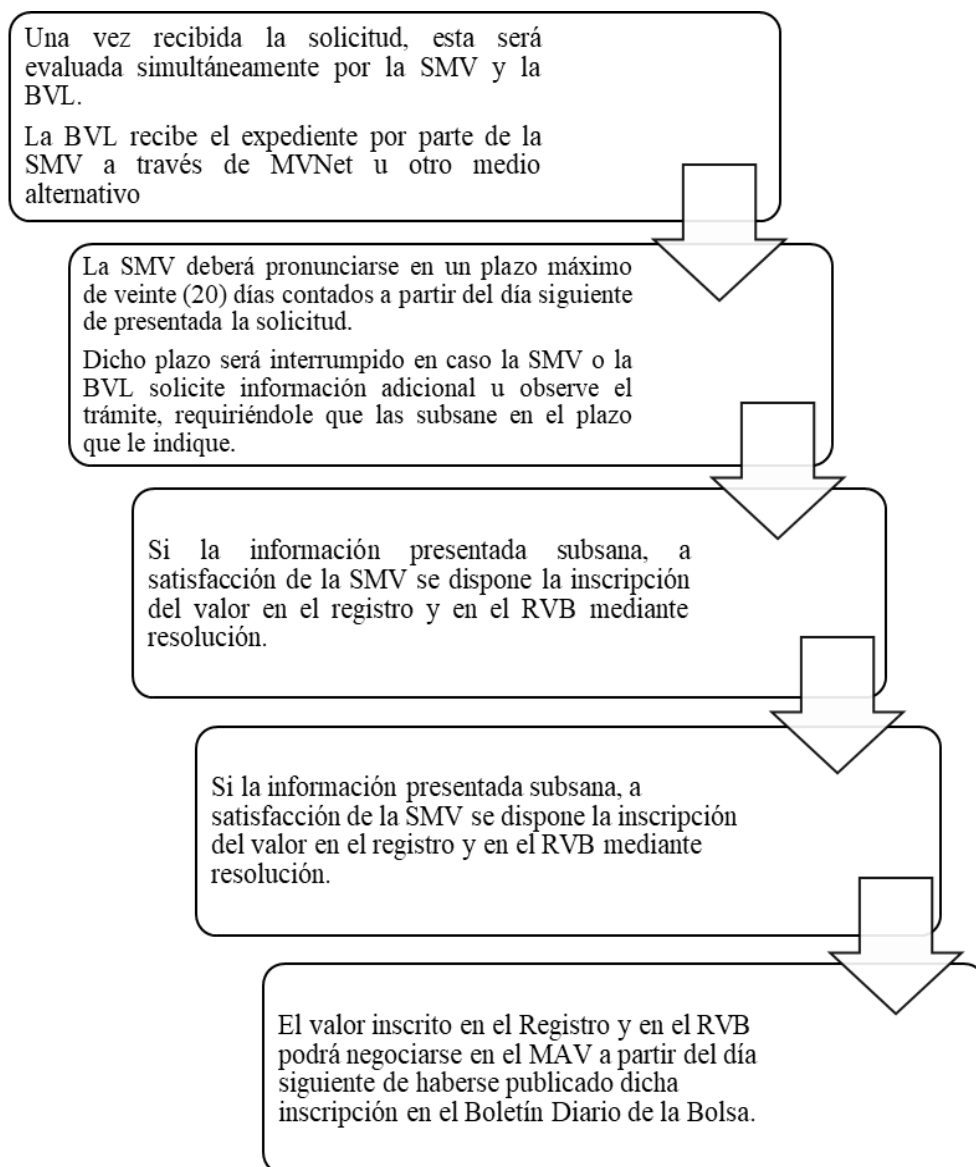 Una vez recibida la solicitud, esta será
evaluada simultáneamente por la SMV y la
BVL.
La BVL recibe el expediente por parte de la
SMV a través de MVNet u otro medio
alternativo
La SMV deberá pronunciarse en un plazo máximo
de veinte (20) días contados a partir del día siguiente
de presentada la solicitud.
Dicho plazo será interrumpido en caso la SMV o la
BVL solicite información adicional u observe el
trámite, requiriéndole que las subsane en el plazo
que le indique.
Si la información presentada subsana, a
satisfacción de la SMV se dispone la inscripción
del valor en el registro y en el RVB mediante
resolución.
Si la información presentada subsana, a
satisfacción de la SMV se dispone la inscripción
del valor en el registro y en el RVB mediante
resolución.
El valor inscrito en el Registro y en el RVB
podrá negociarse en el MAV a partir del día
siguiente de haberse publicado dicha
inscripción en el Boletín Diario de la Bolsa.